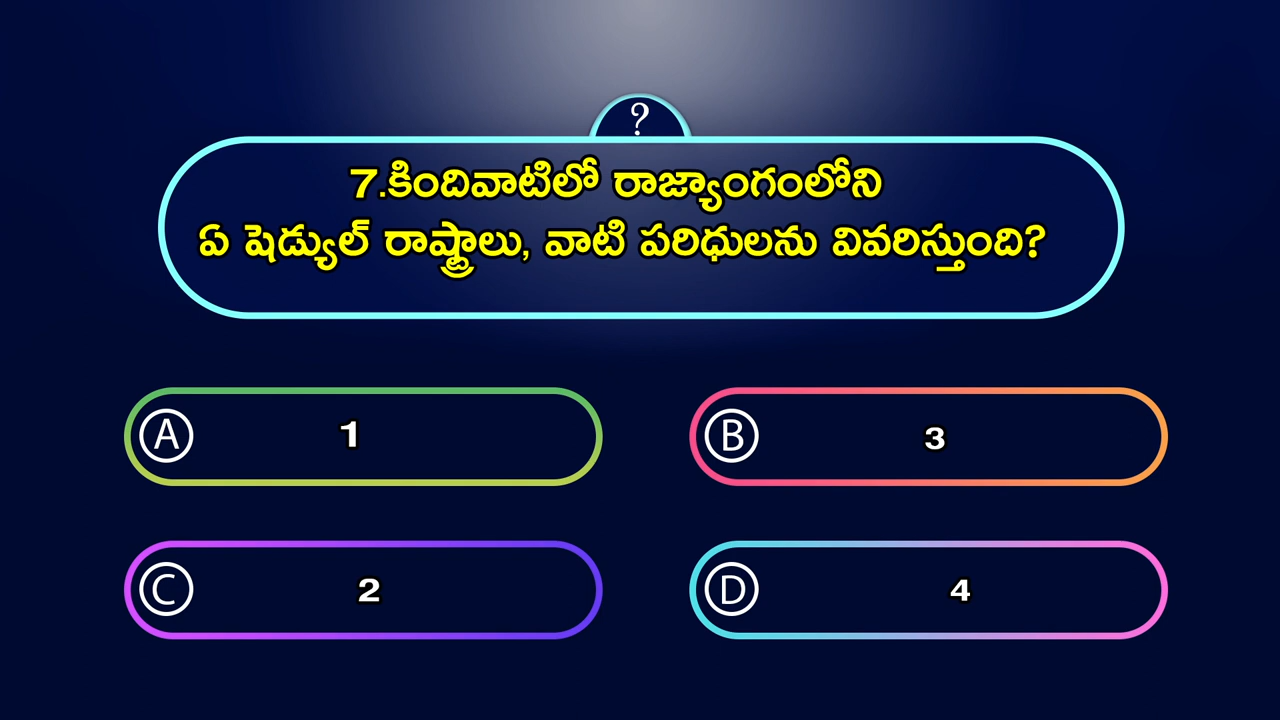 ?
7.కిందివాటిలో రాజ్యాంగంలోని
ఏ షెడ్యుల్ రాష్ట్రాలు, వాటి పరిధులను వివరిస్తుంది?
A 1
B 3
C 2
D 4